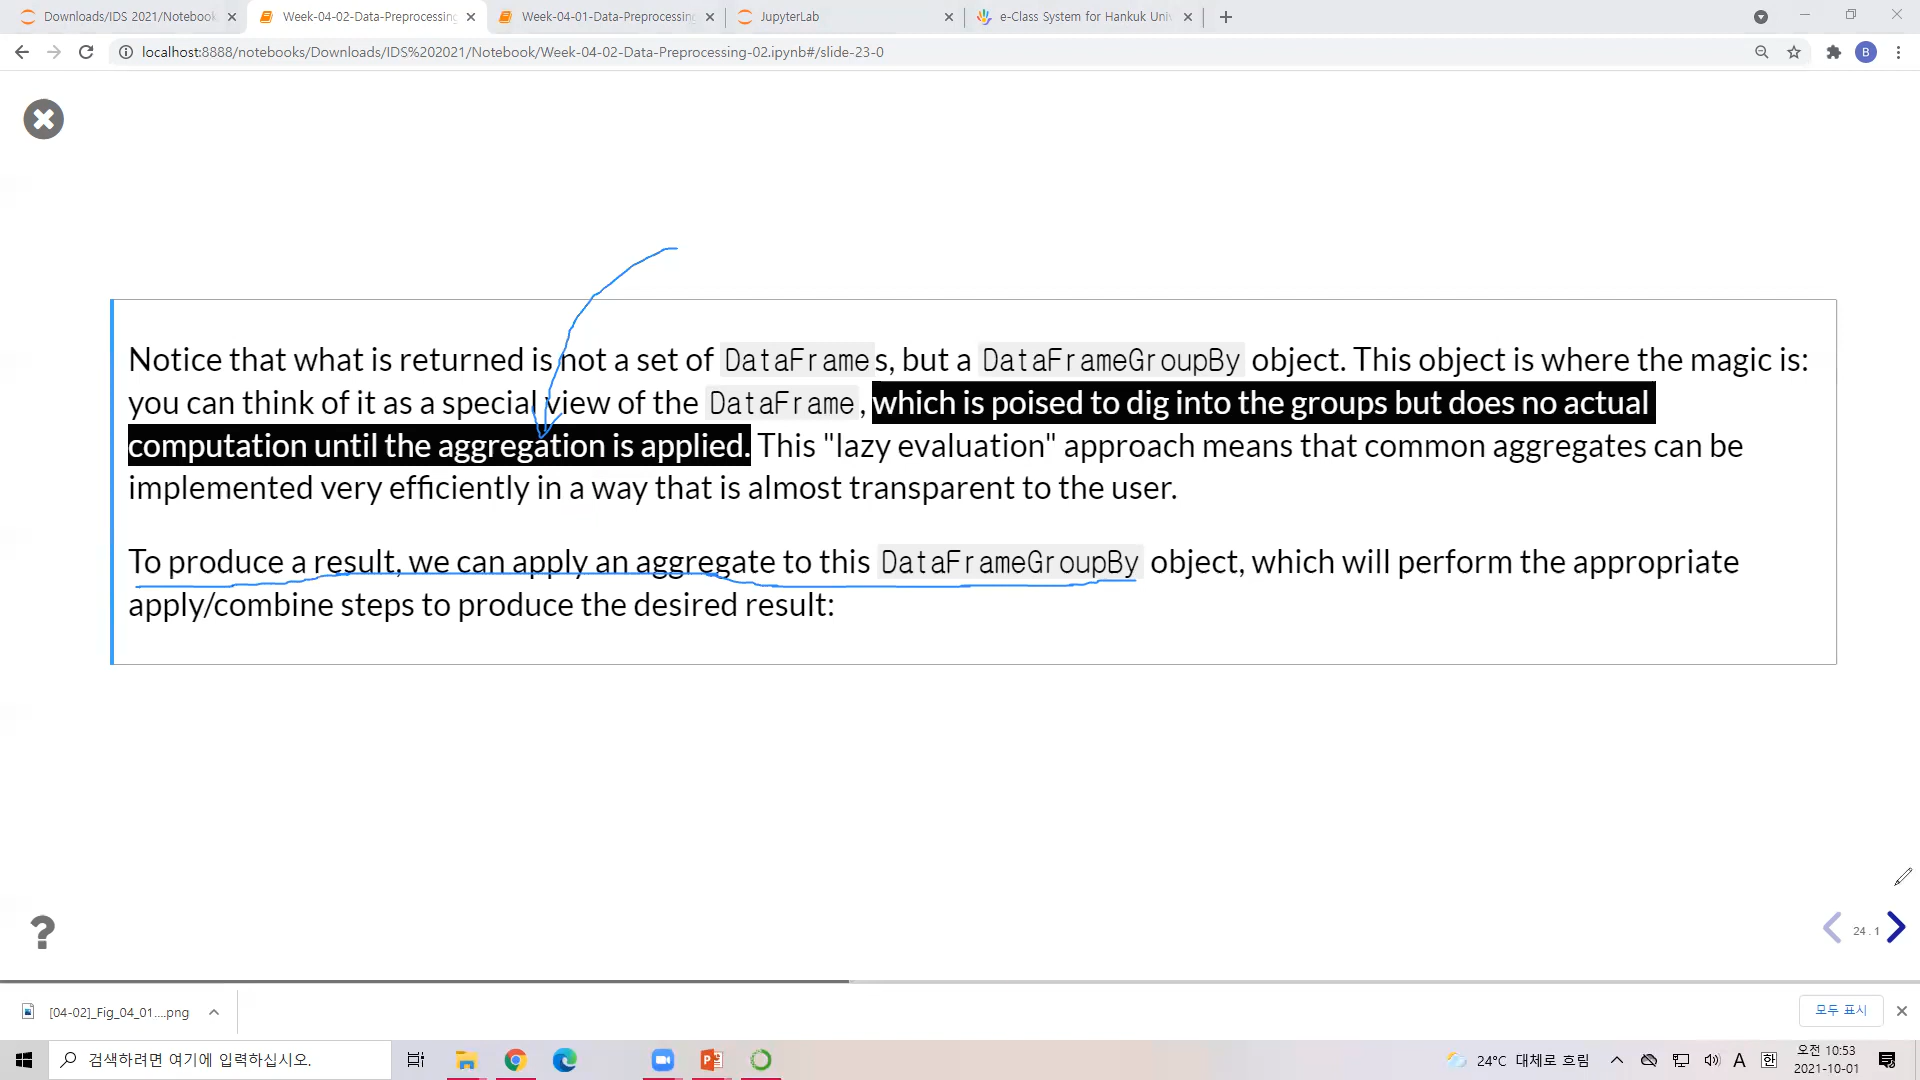 Downloads/IDS 2021/Notebook
Week-04-02-Data-Preprocessing
Week-04-01-Data-Preprocessing
JupyterLab
e-Class System for Hankuk Uni
localhost:8888/notebooks/Downloads/IDS%202021/Notebook/Week-04-02-Data-Preprocessing-02.ipynb#/slide-23-0
B
Notice that what is returned is not a set of DataFrames, but a DataFrameGroupBy object. This object is where the magic is:
you can think of it as a special view of the DataFrame, which is poised to dig into the groups but does no actual
computation until the aggregation is applied. This "lazy evaluation" approach means that common aggregates can be
implemented very efficiently in a way that is almost transparent to the user.
To produce a result, we can apply an aggregate to this DataFrameGroupBy object, which will perform the appropriate
apply/combine steps to produce the desired result:
?
24 . 1
[04-02]_Fig_04_01....png
모두 표시
검색하려면 여기에 입력하십시오.
24°C 대체로 흐림
A
한
오전 10:53
2021-10-01